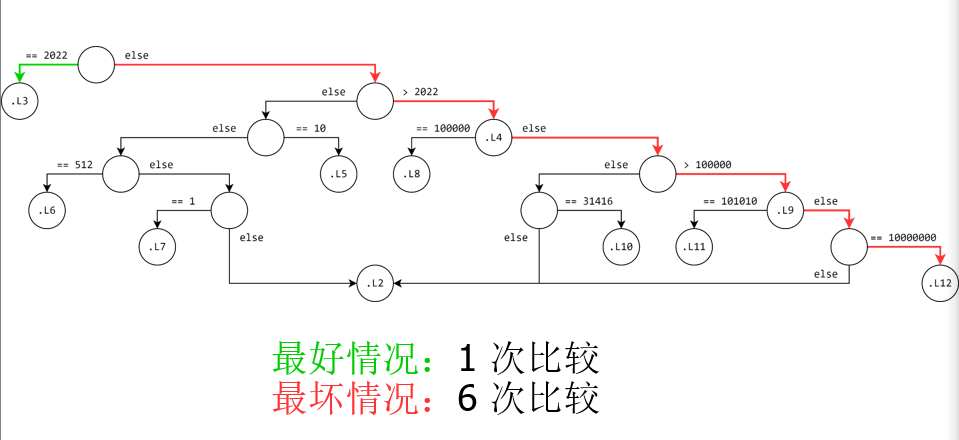 == 2022 else
.L3
else > 2022
else == 10 == 100000 .L4 else
== 512 else .L5 .L8 else > 100000
.L6 == 1 == 31416 == 101010 .L9 else
.L7 else else .L10 .L11 == 10000000
.L2 else .L12
最好情况：1 次比较
最坏情况：6 次比较